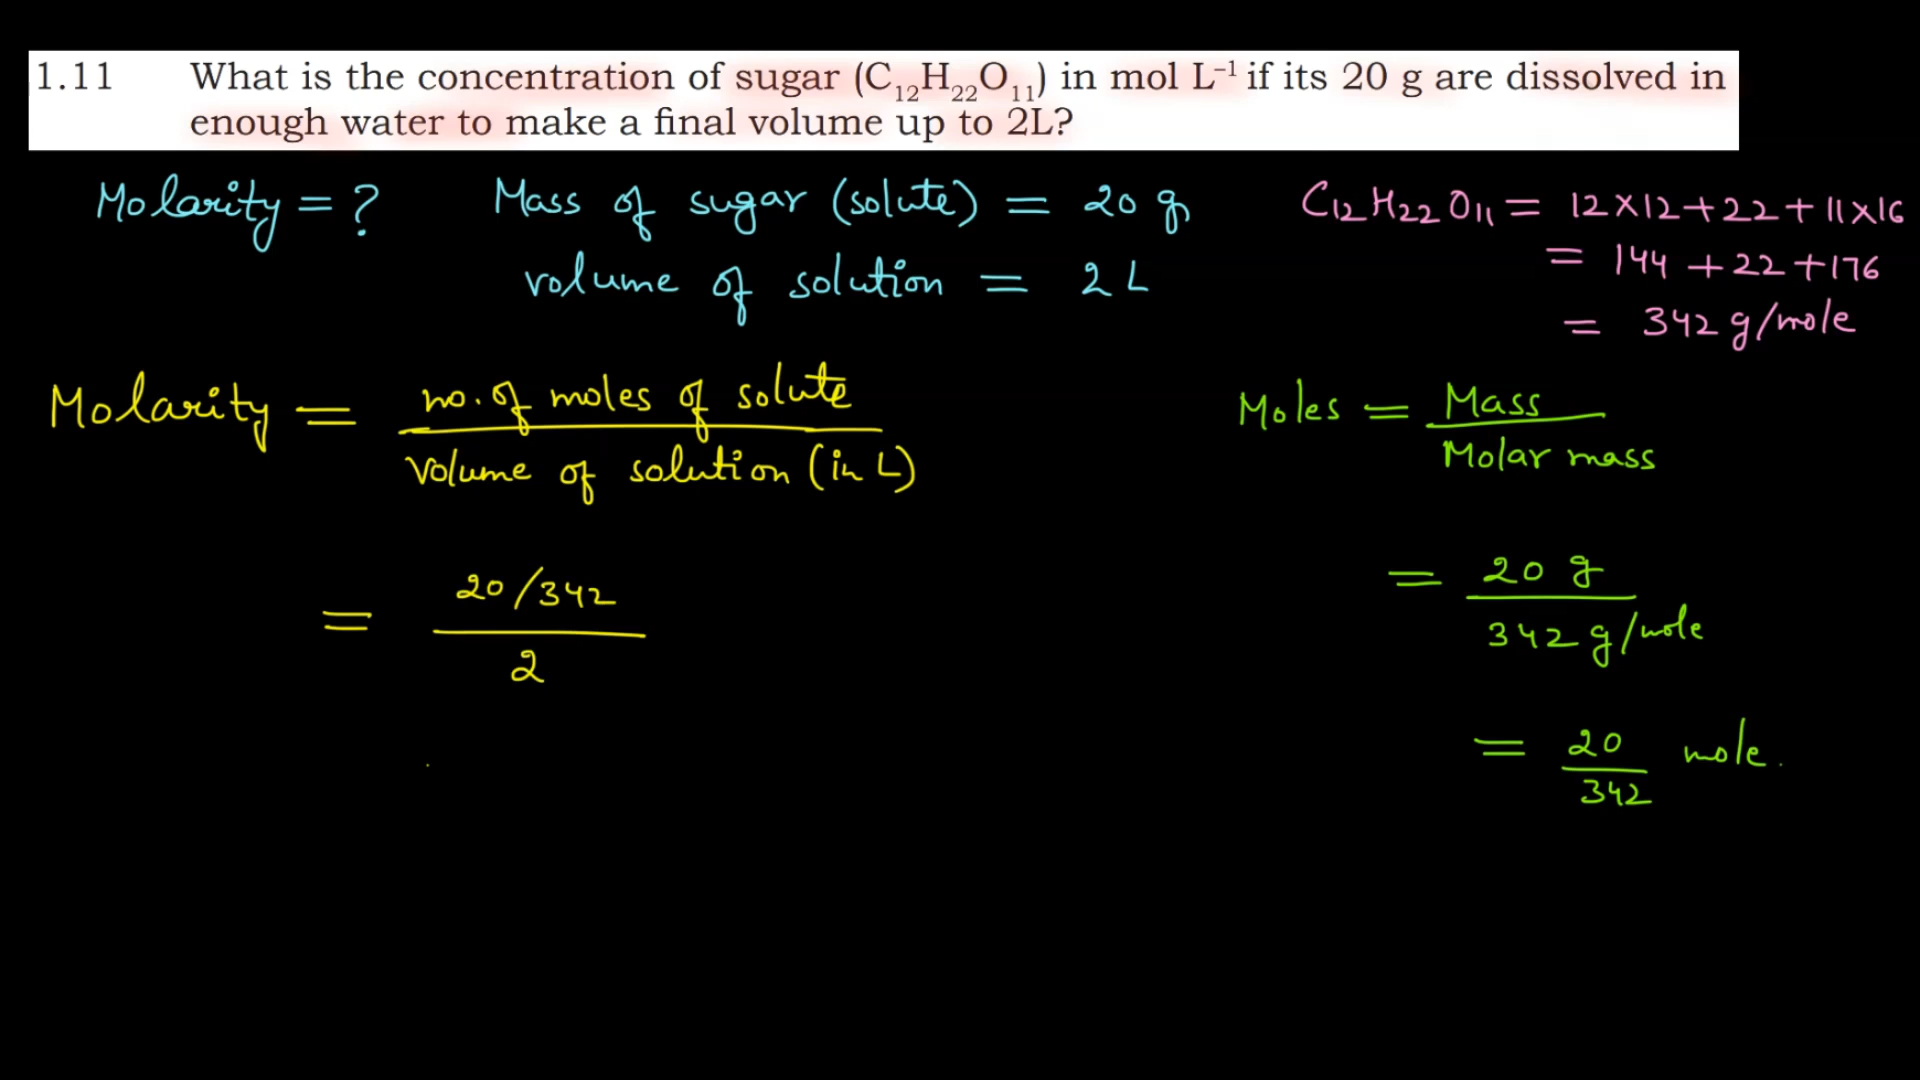 1.11 What is the concentration of sugar (C₁₂H₂₂O₁₁) in mol L⁻¹ if its 20 g are dissolved in
enough water to make a final volume up to 2L?
Molarity = ? Mass of sugar (solute) = 20 g
volume of solution = 2 L
C₁₂H₂₂O₁₁ = 12×12+22+11×16
= 144 +22+176
= 342 g/mole
Molarity = no. of moles of solute
Volume of solution (in L)
= 20/342
2
Moles = Mass
Molar mass
= 20 g
342 g/mole
= 20 mole.
342